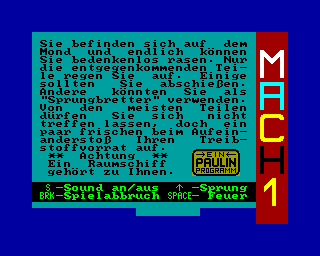 Sie befinden sich auf dem
Mond und endlich können
Sie bedenkenlos rasen. Nur
die entgegenkommenden Tei-
le regen Sie auf. Einige
sollten Sie abschießen.
Andere könnten Sie als
"Sprungbretter" verwenden.
Von den meisten Teilen
dürfen Sie sich nicht
treffen lassen, doch ein
paar frischen beim Aufein-
anderstoß Ihren Treib-
stoffvorrat auf.
** Achtung **
Ein Raumschiff
gehört zu Ihnen.
EIN
PAULIN
PROGRAMM
S -Sound an/aus ↑ -Sprung
BRK-Spielabbruch SPACE- Feuer
MACH 1